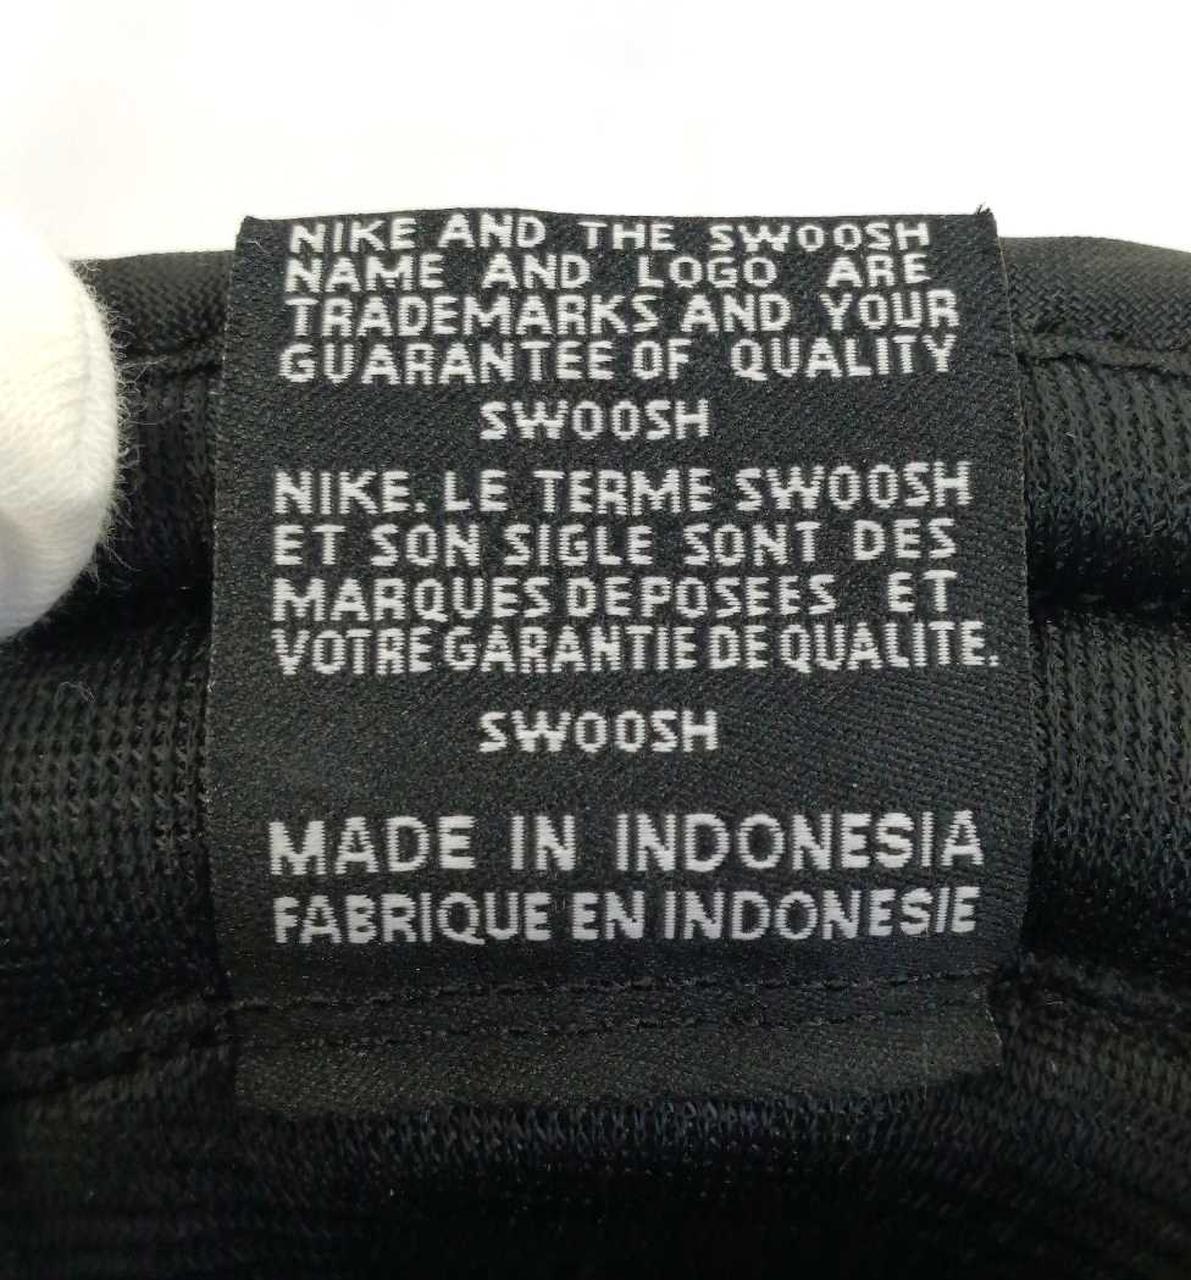 NIKE AND THE SWOOSH
NAME AND LOGO ARE
TRADEMARKS AND YOUR
GUARANTEE OF QUALITY
SWOOSH
NIKE. LE TERME SWOOSH
ET SON SIGLE SONT DES
MARQUES DEPOSEES ET
VOTRE GARANTIE DE QUALITE.
SWOOSH
MADE IN INDONESIA
FABRIQUE EN INDONESIE